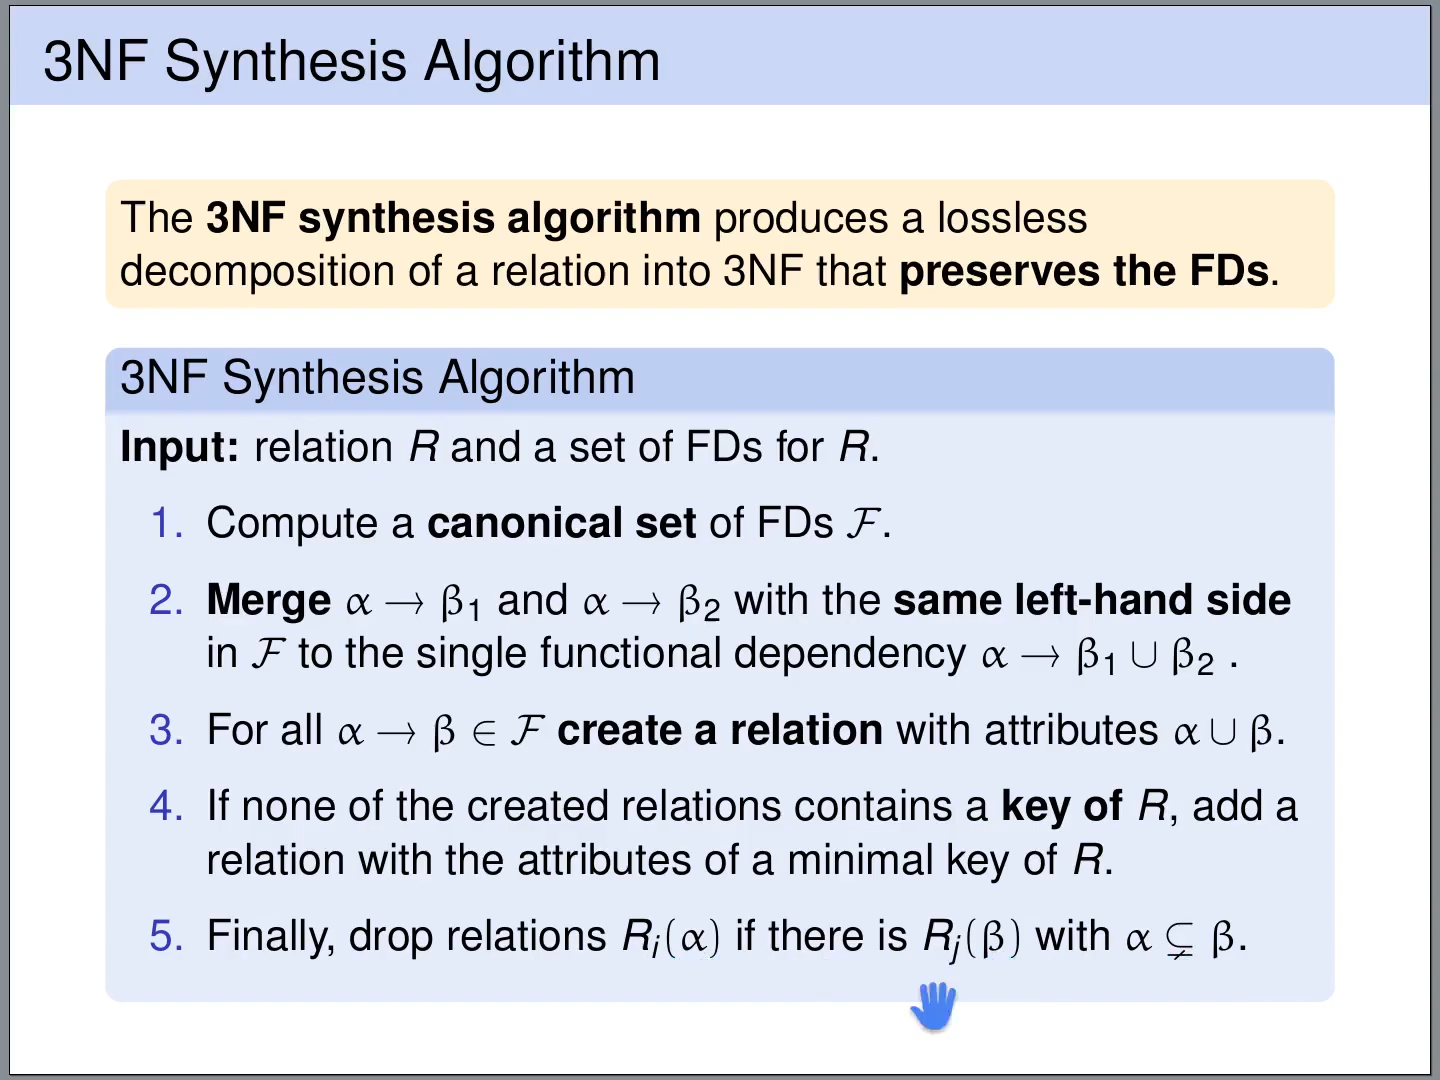 3NF Synthesis Algorithm
The 3NF synthesis algorithm produces a lossless
decomposition of a relation into 3NF that preserves the FDs.
3NF Synthesis Algorithm
Input: relation R and a set of FDs for R.
1. Compute a canonical set of FDs ℱ.
2. Merge α → β₁ and α → β₂ with the same left-hand side
in ℱ to the single functional dependency α → β₁ ∪ β₂ .
3. For all α → β ∈ ℱ create a relation with attributes α ∪ β.
4. If none of the created relations contains a key of R, add a
relation with the attributes of a minimal key of R.
5. Finally, drop relations Rᵢ(α) if there is Rⱼ(β) with α ⊊ β.